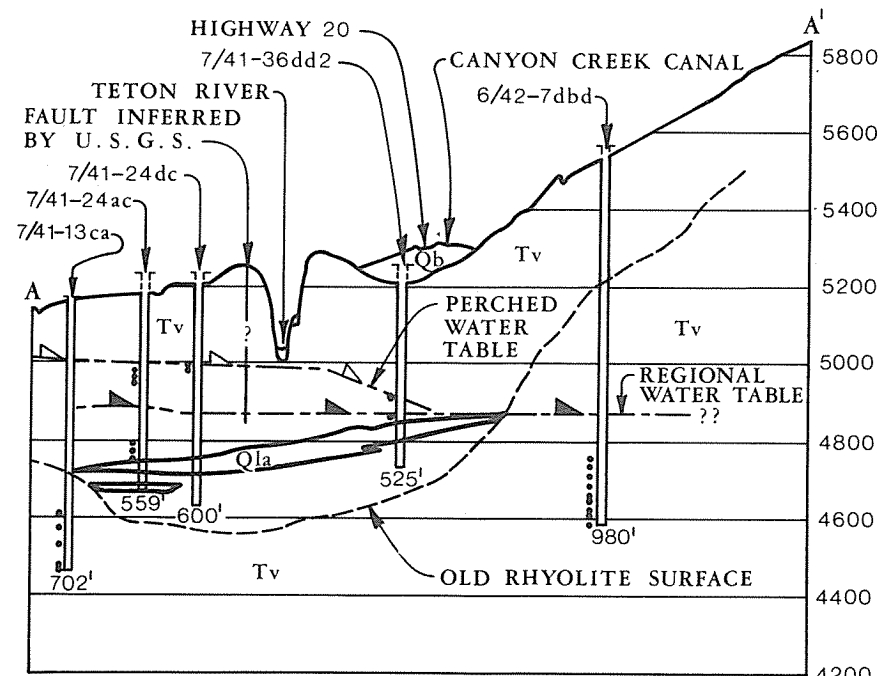 HIGHWAY 20
7/41-36dd2
CANYON CREEK CANAL
TETON RIVER
6/42-7dbd
FAULT INFERRED
BY U.S.G.S.
7/41-24dc
7/41-24ac
7/41-13ca
A
A'
5800
5600
5400
5200
5000
4800
4600
4400
4200
Qb
Tv
Tv
Tv
?
PERCHED
WATER
TABLE
REGIONAL
WATER TABLE
??
Qla
525'
559'
600'
980'
702'
Tv
OLD RHYOLITE SURFACE